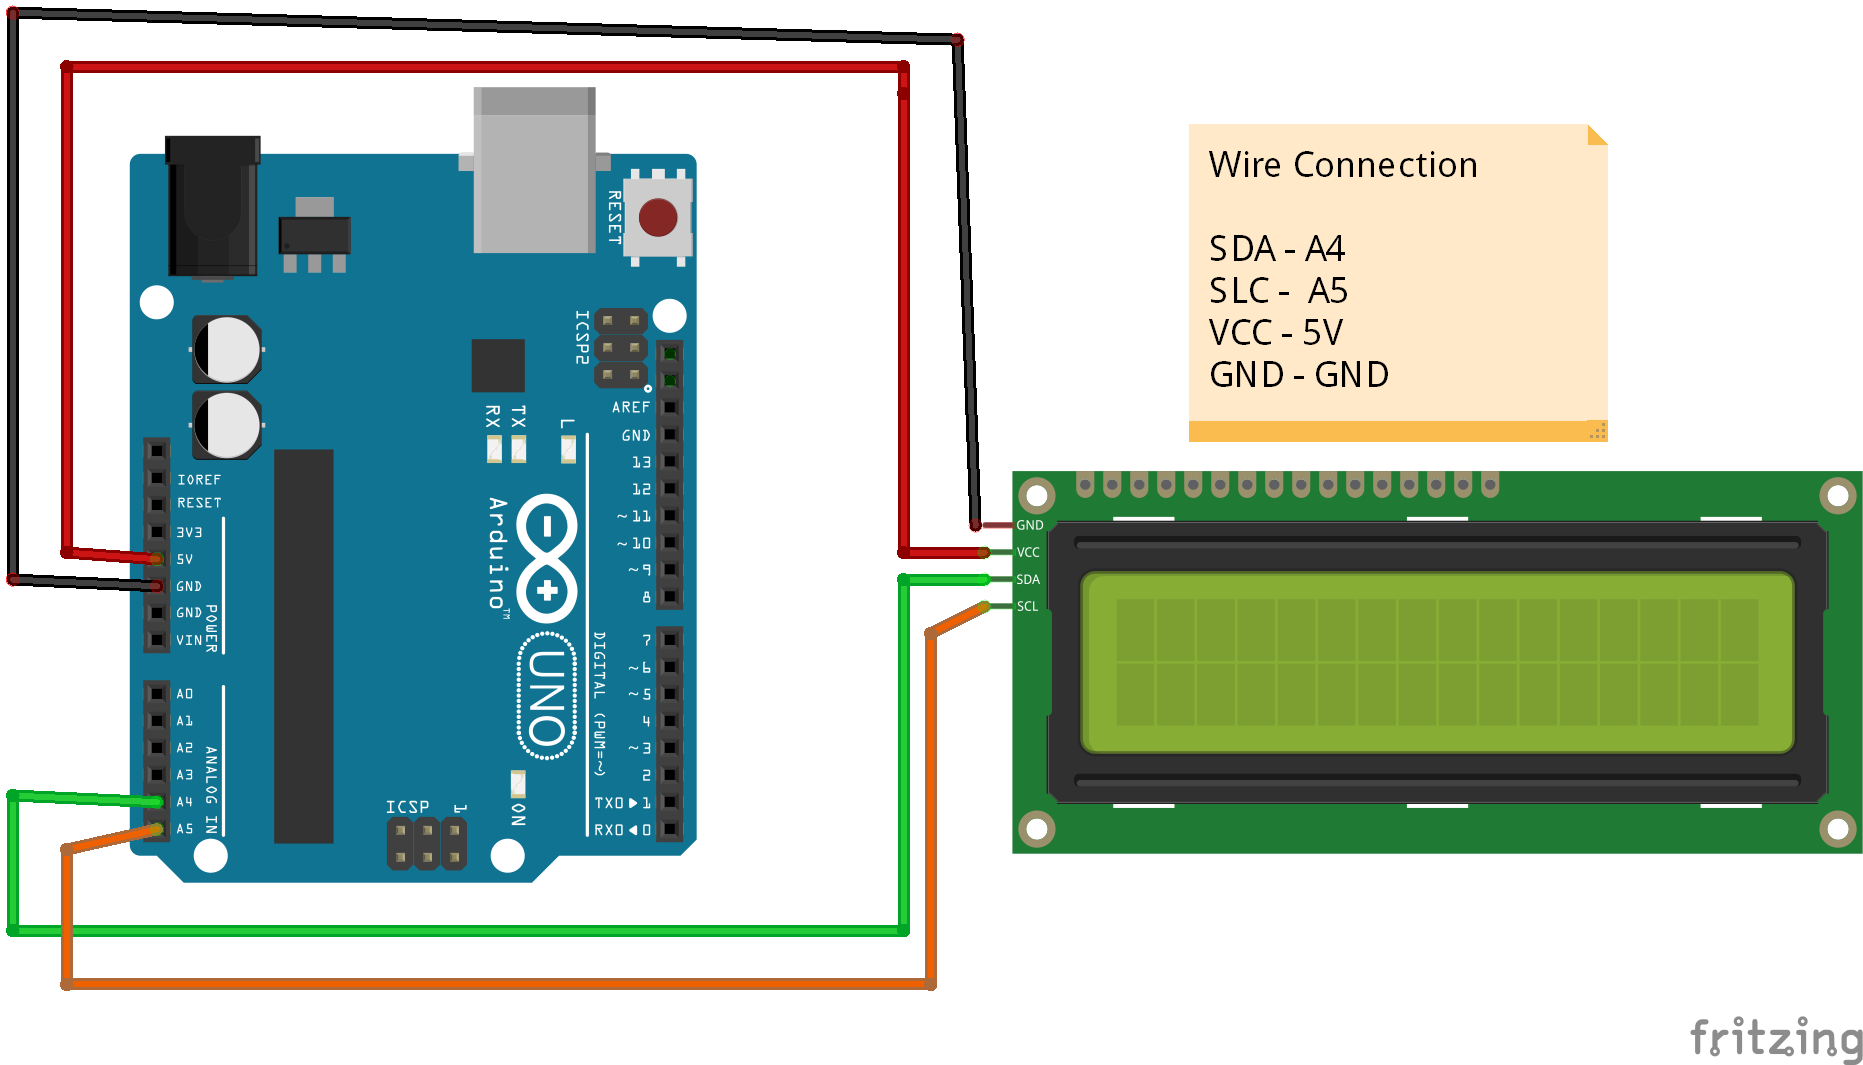 Wire Connection
SDA - A4
SLC - A5
VCC - 5V
GND - GND
RESET
ICSP2
AREF
GND
13
12
~11
~10
~9
8
7
~6
~5
4
~3
2
TX0 ▶ 1
RX0 ◀ 0
RX
TX
L
Arduino™
UNO
DIGITAL (PWM=~)
IOREF
RESET
3V3
5V
GND
GND
VIN
POWER
A0
A1
A2
A3
A4
A5
ANALOG IN
ICSP
1
ON
GND
VCC
SDA
SCL
fritzing